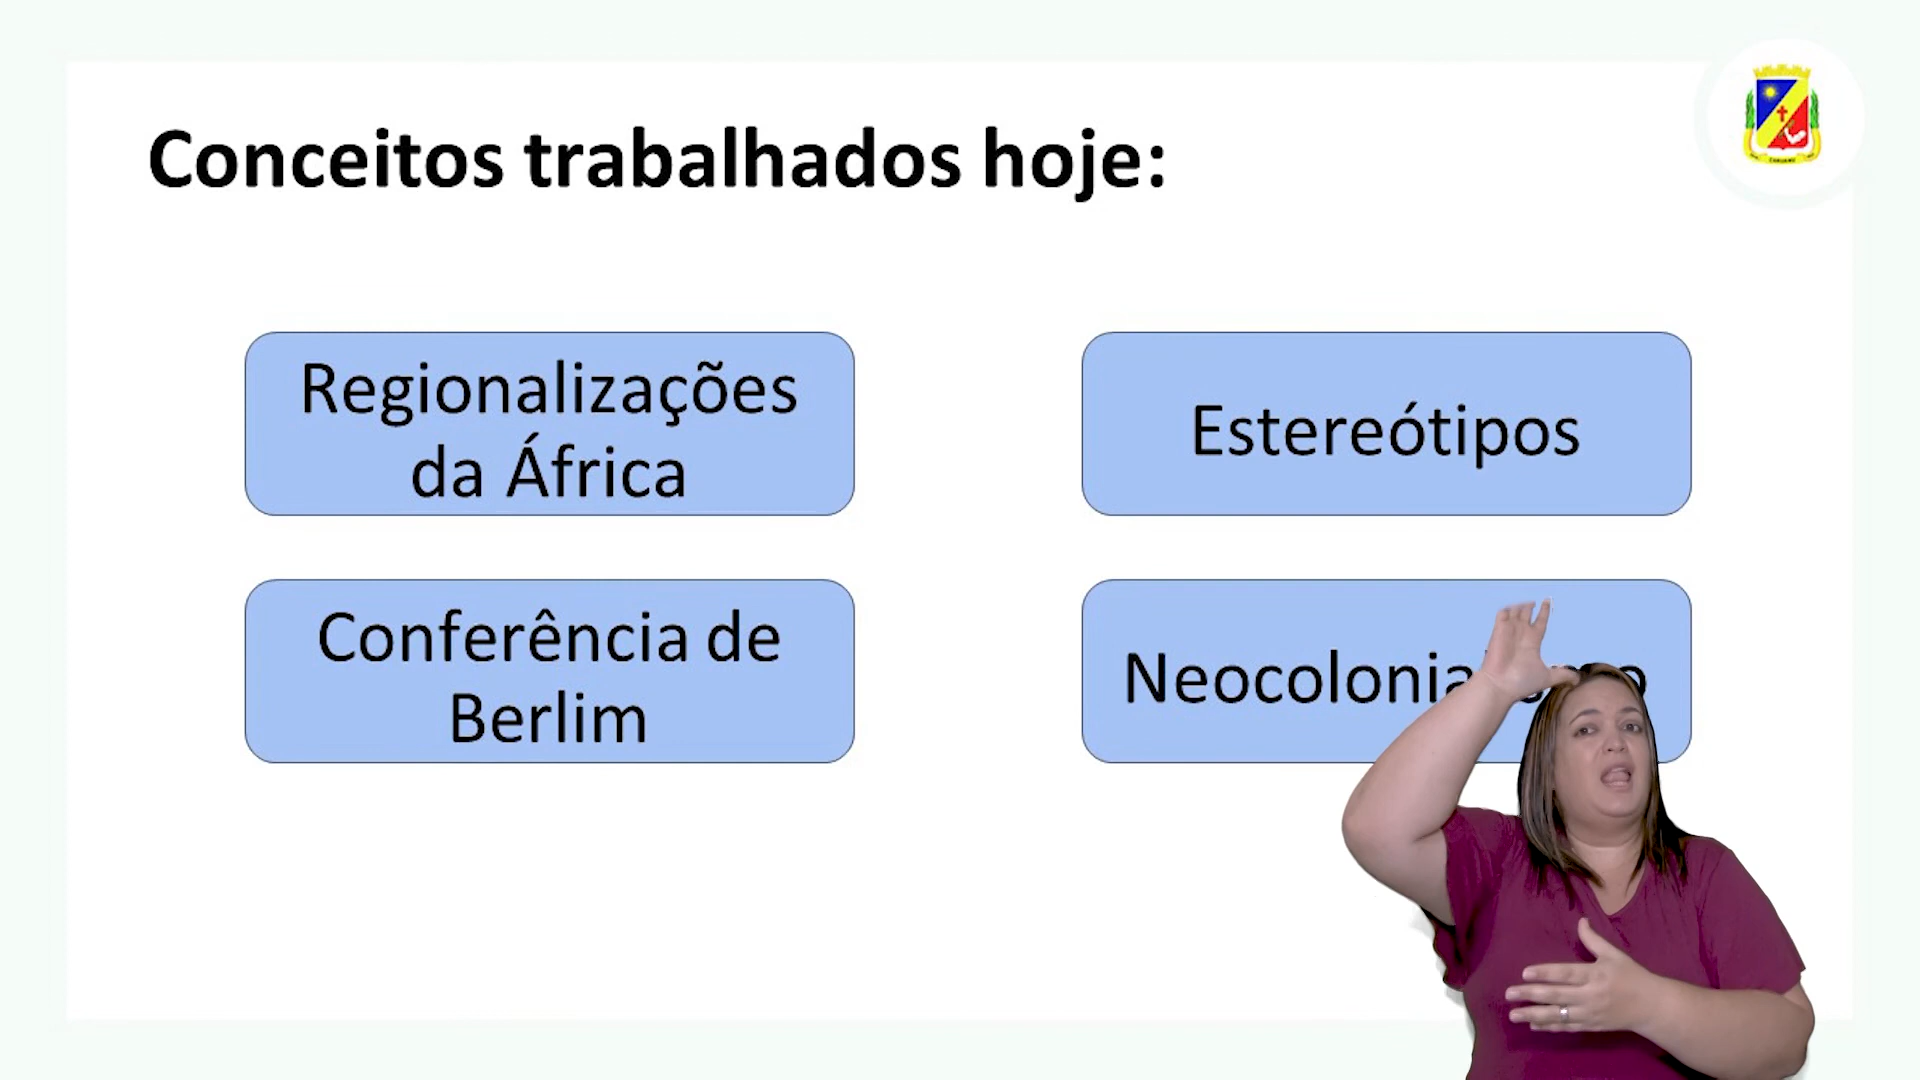 Conceitos trabalhados hoje:
Regionalizações
da África
Estereótipos
Conferência de
Berlim